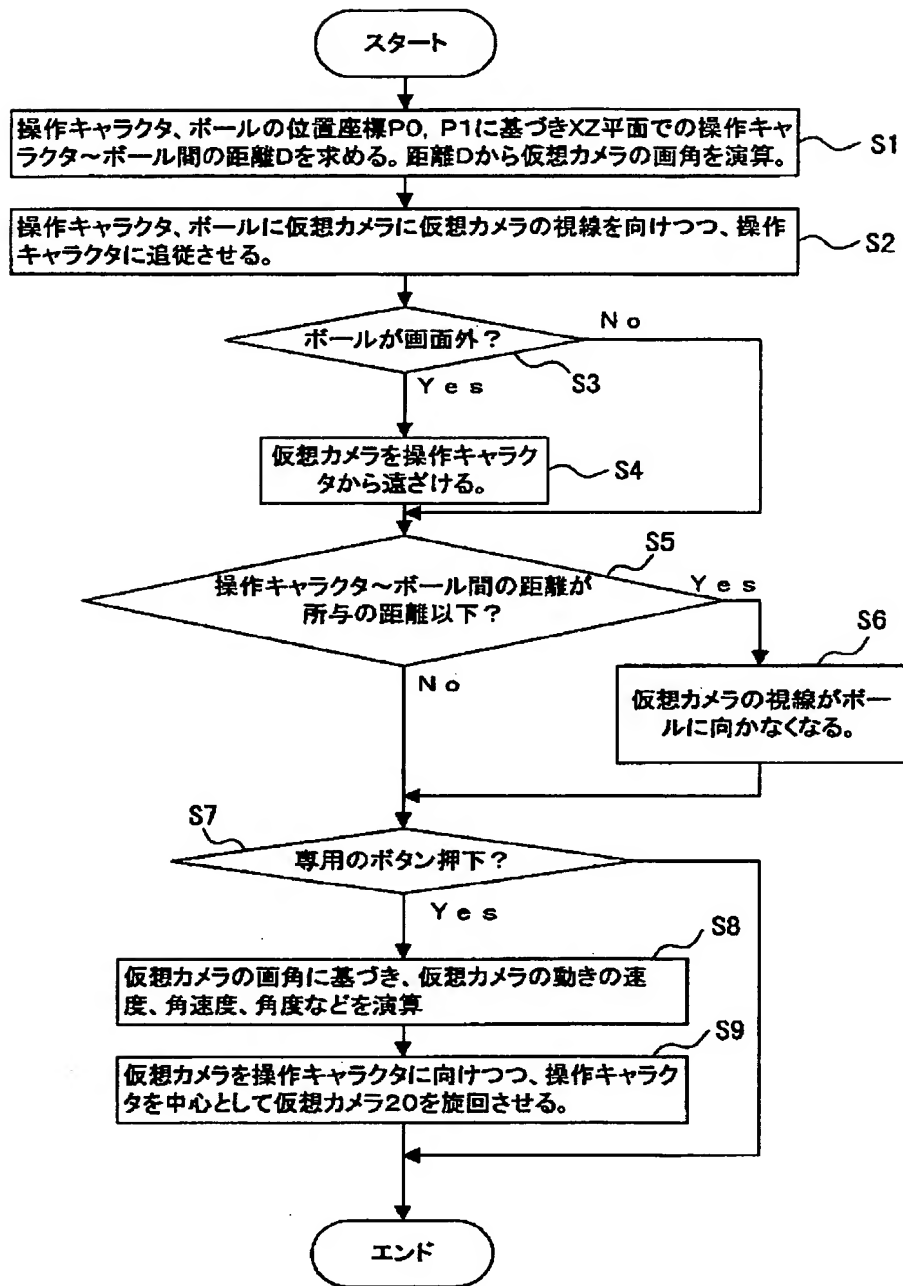 スタート
操作キャラクタ、ボールの位置座標P0, P1に基づきXZ平面での操作キャ
ラクタ~ボール間の距離Dを求める。距離Dから仮想カメラの画角を演算。
S1
操作キャラクタ、ボールに仮想カメラに仮想カメラの視線を向けつつ、操作
キャラクタに追従させる。
S2
ボールが画面外?
No
S3
Yes
仮想カメラを操作キャラク
タから遠ざける。
S4
S5
操作キャラクタ~ボール間の距離が
所与の距離以下?
Yes
S6
No
仮想カメラの視線がボー
ルに向かなくなる。
S7
専用のボタン押下?
Yes
S8
仮想カメラの画角に基づき、仮想カメラの動きの速
度、角速度、角度などを演算
S9
仮想カメラを操作キャラクタに向けつつ、操作キャラク
タを中心として仮想カメラ20を旋回させる。
エンド